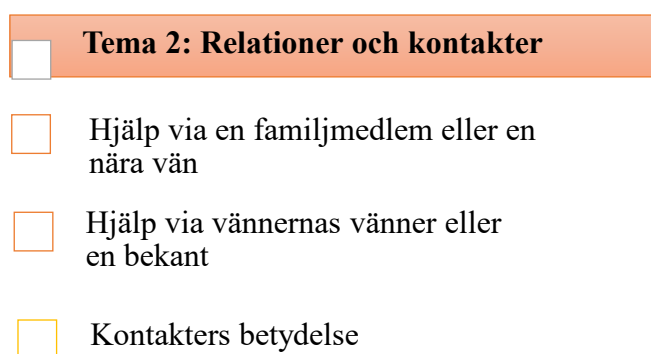 Tema 2: Relationer och kontakter
Hjälp via en familjmedlem eller en
nära vän
Hjälp via vännernas vänner eller
en bekant
Kontakters betydelse